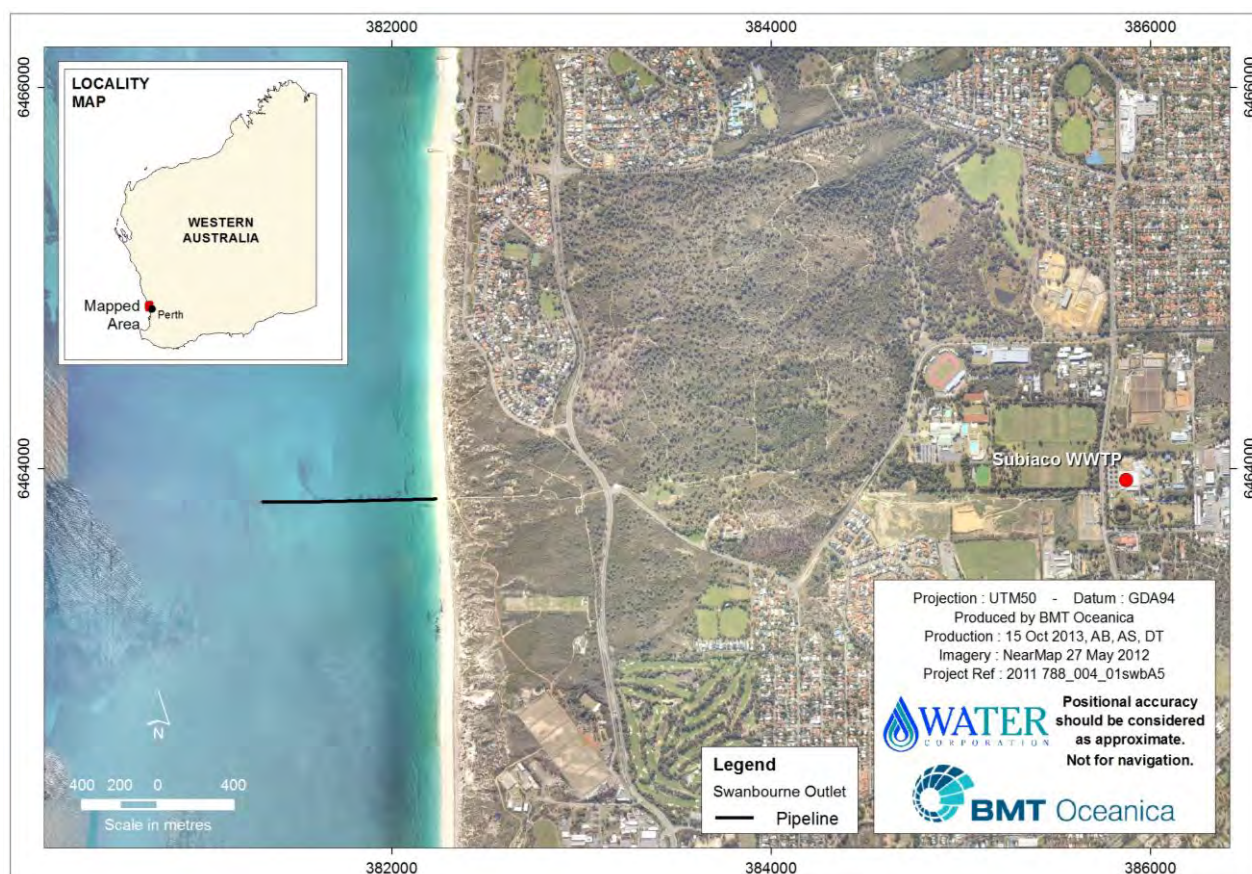 382000
384000
386000
6466000
6466000
LOCALITY
MAP
WESTERN
AUSTRALIA
Mapped
Area
Perth
6464000
6464000
Subiaco WWTP
Projection : UTM50 - Datum : GDA94
Produced by BMT Oceanica
Production : 15 Oct 2013, AB, AS, DT
Imagery : NearMap 27 May 2012
Project Ref : 2011 788_004_01swbA5
WATER
CORPORATION
Positional accuracy
should be considered
as approximate.
Not for navigation.
BMT Oceanica
N
400 200 0 400
Scale in metres
Legend
Swanbourne Outlet
Pipeline
382000
384000
386000